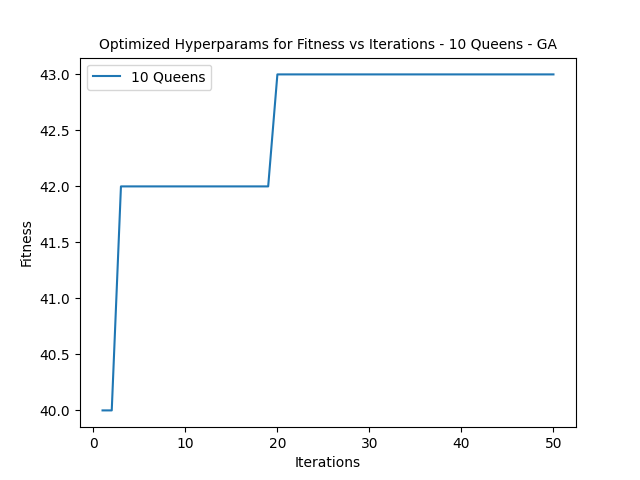 Optimized Hyperparams for Fitness vs Iterations - 10 Queens - GA
10 Queens
43.0
42.5
42.0
41.5
41.0
40.5
40.0
Fitness
0 10 20 30 40 50
Iterations